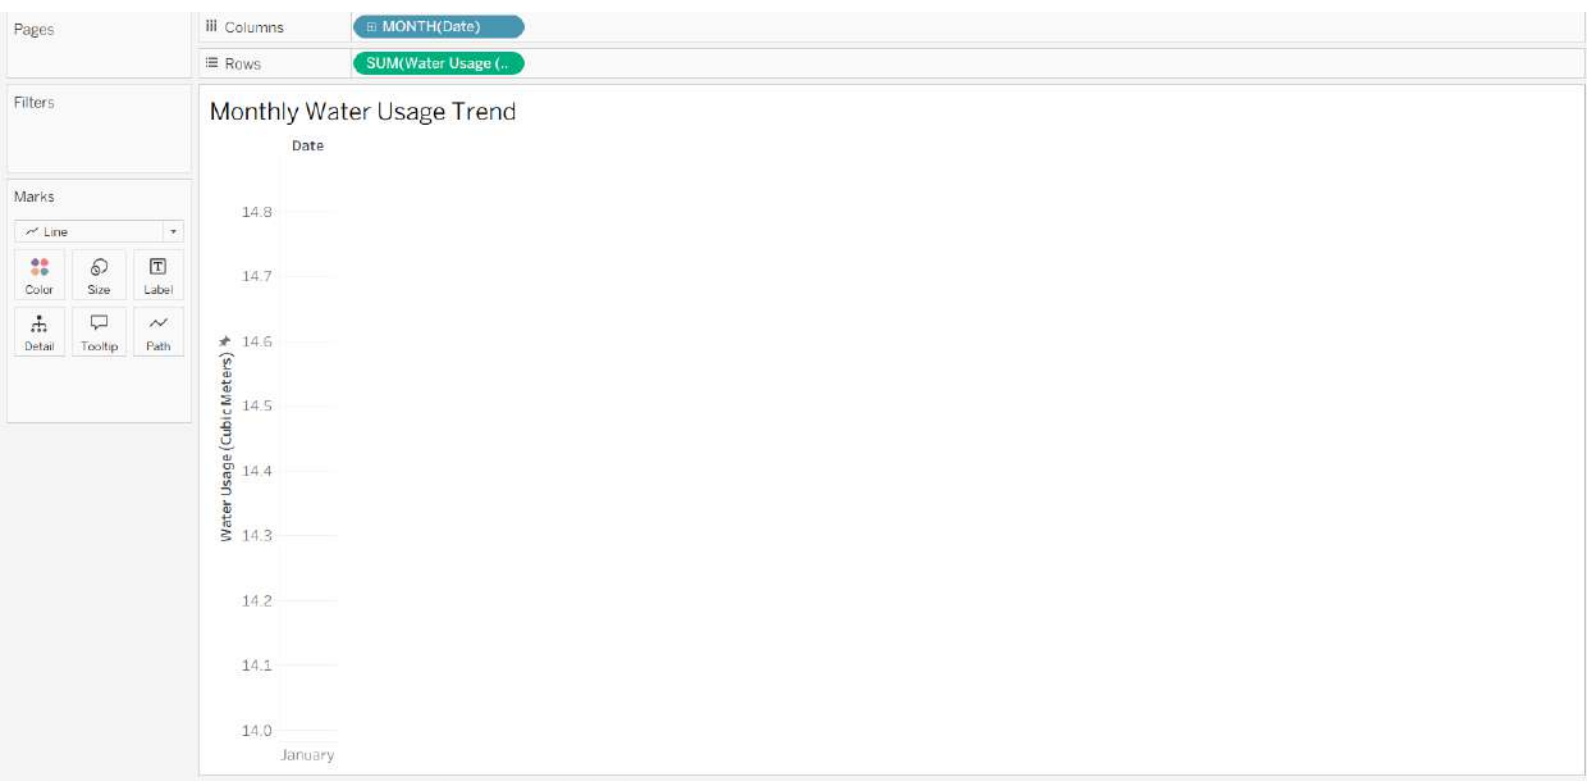 Pages
Columns
MONTH(Date)
Rows
SUM(Water Usage (..
Filters
Monthly Water Usage Trend
Date
Marks
Line
Color
Size
Label
Detail
Tooltip
Path
Water Usage (Cubic Meters)
14.8
14.7
14.6
14.5
14.4
14.3
14.2
14.1
14.0
January